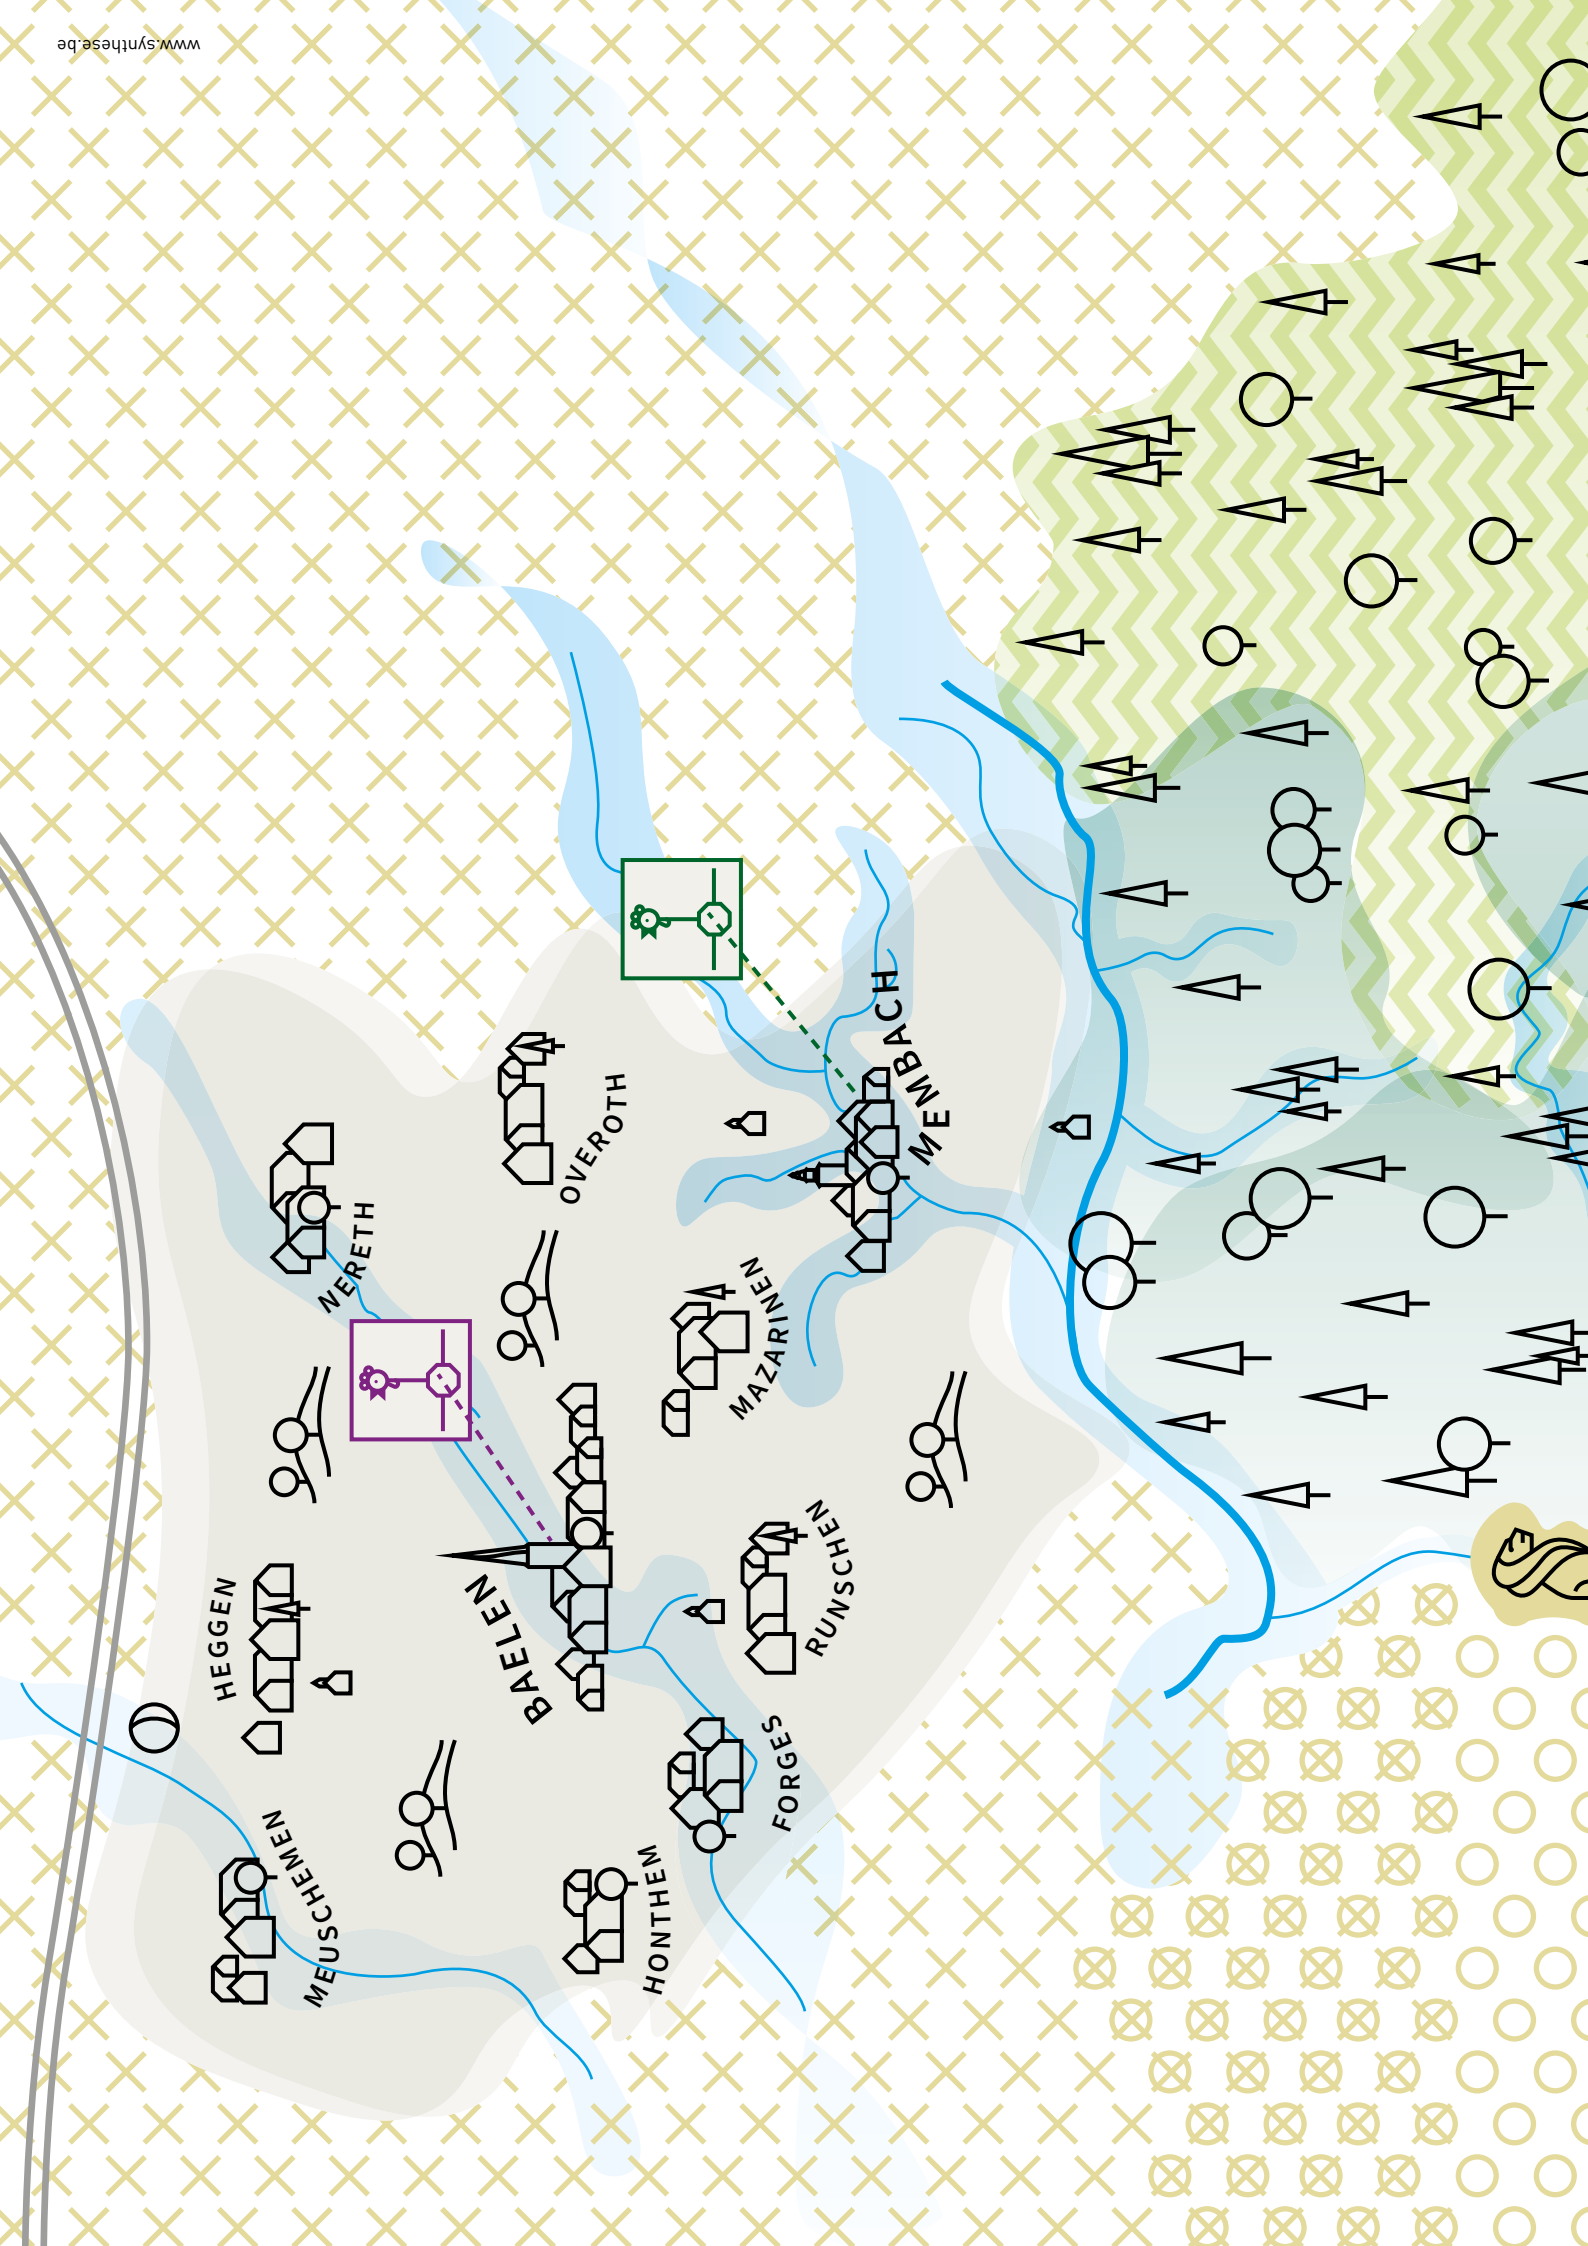 www.synthese.be
MEMBACH
OVEROTH
NERETH
MAZARINEN
RUNSCHEN
BAELEN
HEGGEN
FORGES
MEUSCHEMEN
HONTHEM